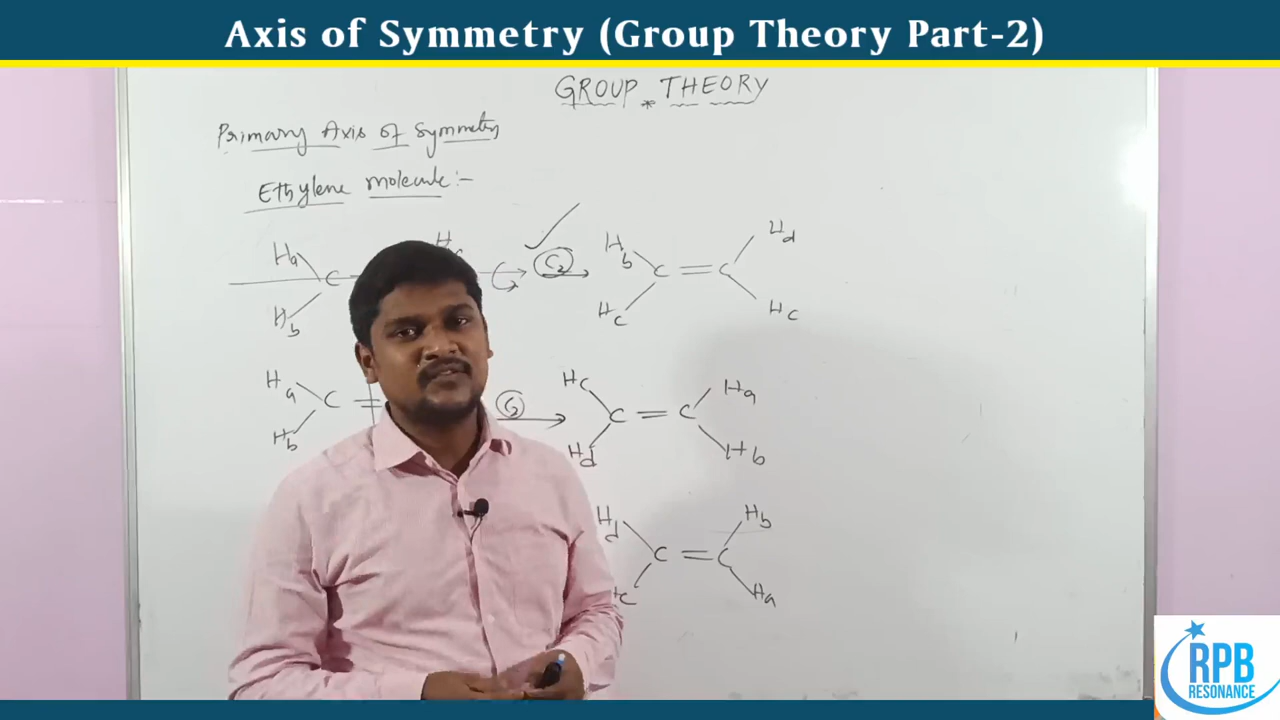 Axis of Symmetry (Group Theory Part-2)
GROUP THEORY
Primary Axis of Symmetry
Ethylene molecule:-
Ha
H
C
C2
Hb
C = C
Hd
Hb
Hc
Hc
Ha
C =
Hb
Hc
C = C
Ha
Hd
Hb
Hd
C = C
Hb
Hc
Ha
RPB
RESONANCE